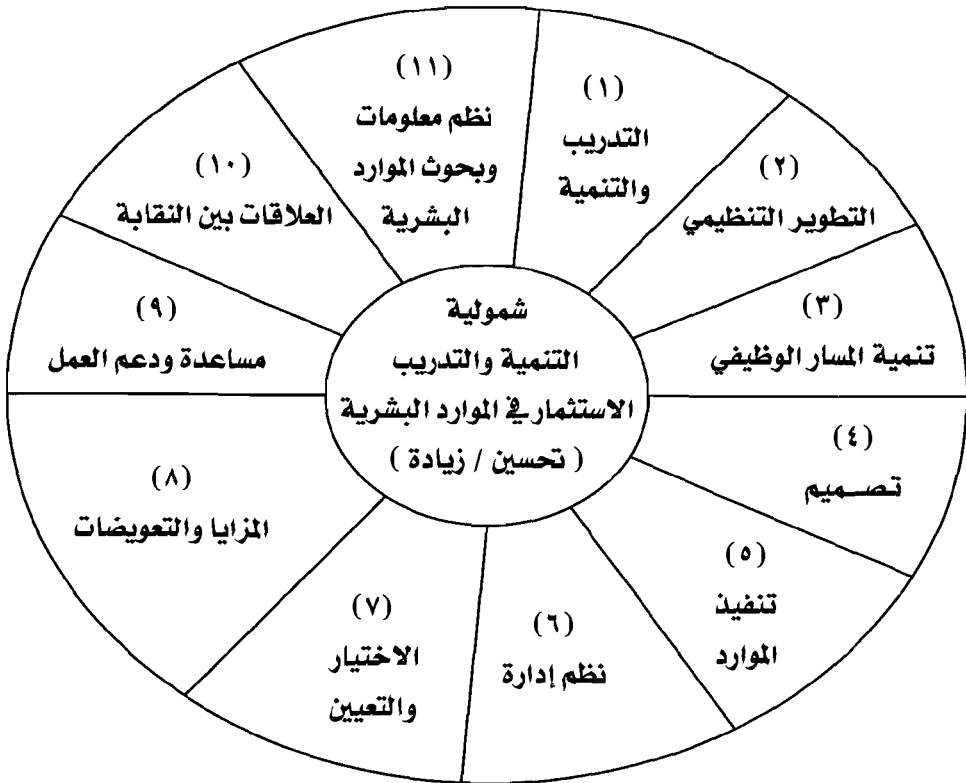 شمولية
التنمية والتدريب
الاستثمار في الموارد البشرية
( تحسين / زيادة )
(١)
التدريب
والتنمية
(٢)
التطوير التنظيمي
(٣)
تنمية المسار الوظيفي
(٤)
تصـميم
(٥)
تنفيذ
الموارد
(٦)
نظم إدارة
(٧)
الاختيار
والتعيين
(٨)
المزايا والتعويضات
(٩)
مساعدة ودعم العمل
(١٠)
العلاقات بين النقابة
(١١)
نظم معلومات
وبحوث الموارد
البشرية